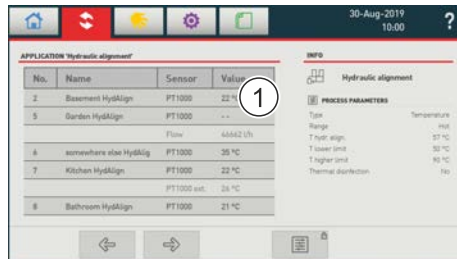 30-Aug-2019
10:00
?
APPLICATION 'Hydraulic alignment'
INFO
No. Name Sensor Value
Hydraulic alignment
2 Basement HydAlign PT1000 22 °C
1
5 Garden HydAlign PT1000 --
Flow 46662 l/h
6 somewhere else HydAlig PT1000 35 °C
7 Kitchen HydAlign PT1000 22 °C
PT1000 ext. 26 °C
8 Bathroom HydAlign PT1000 21 °C
PROCESS PARAMETERS
Type Temperature
Range Hot
T hydr. align. 57 °C
T lower limit 50 °C
T higher limit 90 °C
Thermal disinfection No